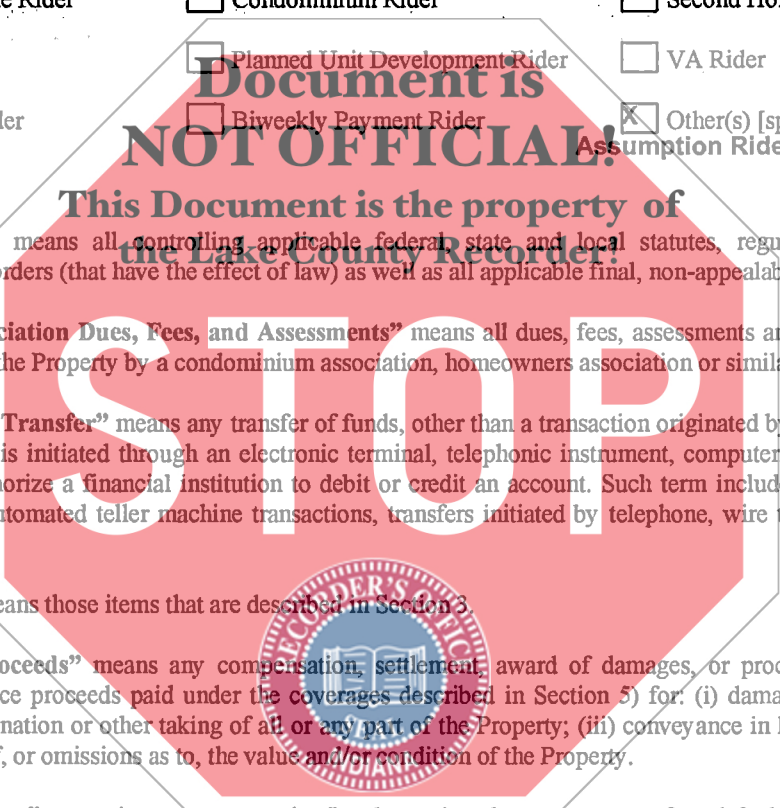 e Rider Condominium Rider Second Ho
Planned Unit Development Rider VA Rider
Document is
der Biweekly Payment Rider X Other(s) [sp
NOT OFFICIAL!
Assumption Ride
This Document is the property of
means all controlling applicable federal, state and local statutes, regu
the Lake County Recorder!
rders (that have the effect of law) as well as all applicable final, non-appealab
ciation Dues, Fees, and Assessments” means all dues, fees, assessments an
the Property by a condominium association, homeowners association or simila
STOP
Transfer” means any transfer of funds, other than a transaction originated by
is initiated through an electronic terminal, telephonic instrument, computer
horize a financial institution to debit or credit an account. Such term includ
utomated teller machine transactions, transfers initiated by telephone, wire t
eans those items that are described in Section 3.
RECORDER'S OFFIC
oceeds” means any compensation, settlement, award of damages, or proc
ce proceeds paid under the coverages described in Section 5) for: (i) dama
nation or other taking of all or any part of the Property; (iii) conveyance in l
f, or omissions as to, the value and/or condition of the Property.
INDIANA